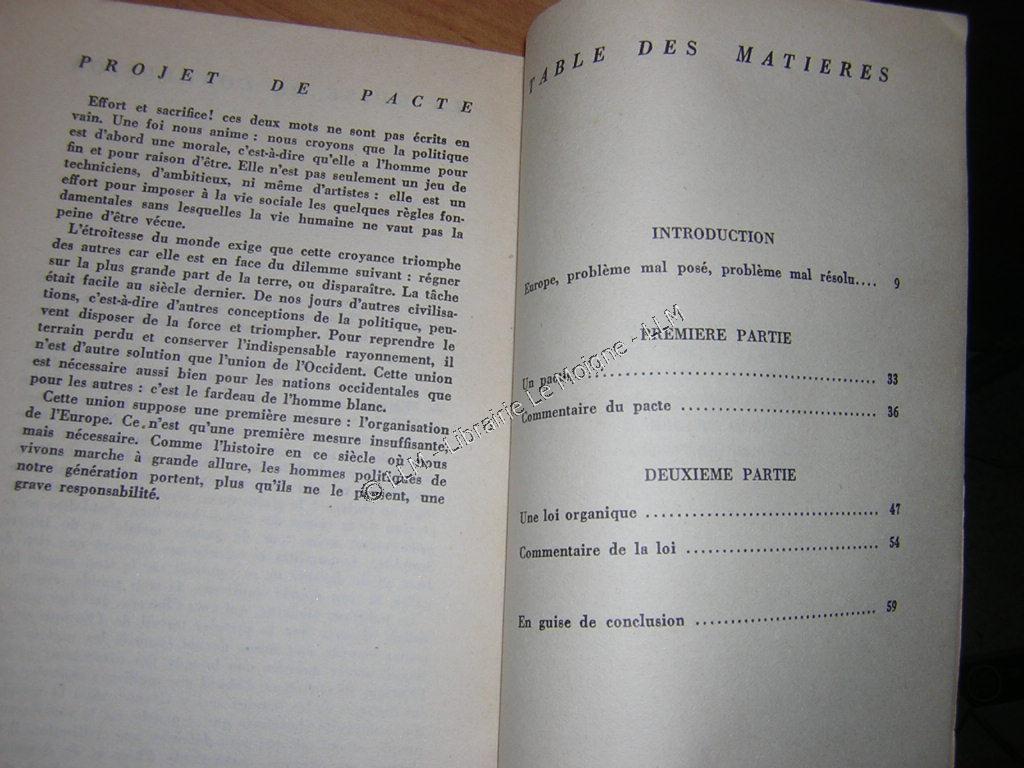 PROJET DE PACTE
Effort et sacrifice! ces deux mots ne sont pas écrits en
vain. Une foi nous anime : nous croyons que la politique
est d'abord une morale, c'est-à-dire qu'elle a l'homme pour
fin et pour raison d'être. Elle n'est pas seulement un jeu de
techniciens, d'ambitieux, ni même d'artistes : elle est un
effort pour imposer à la vie sociale les quelques règles fon-
damentales sans lesquelles la vie humaine ne vaut pas la
peine d'être vécue.
L'étroitesse du monde exige que cette croyance triomphe
des autres car elle est en face du dilemme suivant : régner
sur la plus grande part de la terre, ou disparaître. La tâche
était facile au siècle dernier. De nos jours d'autres civilisa-
tions, c'est-à-dire d'autres conceptions de la politique, peu-
vent disposer de la force et triompher. Pour reprendre le
terrain perdu et conserver l'indispensable rayonnement, il
n'est d'autre solution que l'union de l'Occident. Cette union
est nécessaire aussi bien pour les nations occidentales que
pour les autres : c'est le fardeau de l'homme blanc.
Cette union suppose une première mesure : l'organisation
de l'Europe. Ce n'est qu'une première mesure insuffisante
mais nécessaire. Comme l'histoire en ce siècle où nous
vivons marche à grande allure, les hommes politiques de
notre génération portent, plus qu'ils ne le pensent, une
grave responsabilité.
TABLE DES MATIERES
INTRODUCTION
Europe, problème mal posé, problème mal résolu.... 9
PREMIERE PARTIE
Un pacte ........................................ 33
Commentaire du pacte ............................ 36
DEUXIEME PARTIE
Une loi organique ............................... 47
Commentaire de la loi ........................... 54
En guise de conclusion .......................... 59
© ALM - Librairie Le Moigne - ALM